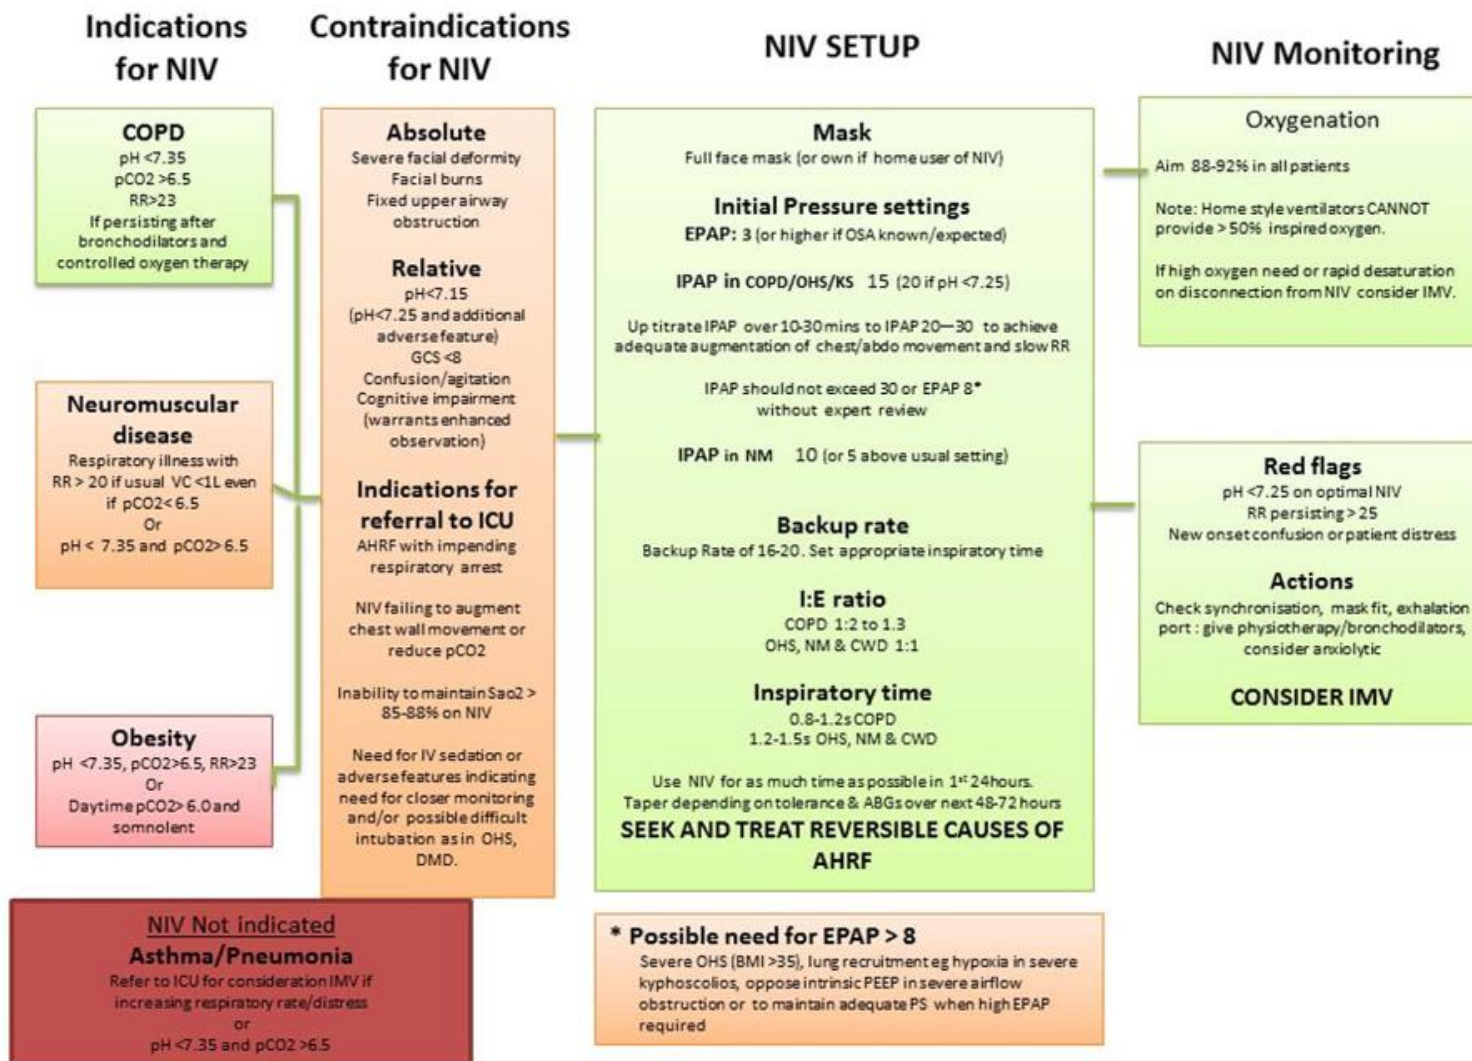 Indications
for NIV
COPD
pH <7.35
pCO2 >6.5
RR>23
If persisting after
bronchodilators and
controlled oxygen therapy
Neuromuscular
disease
Respiratory illness with
RR > 20 if usual VC <1L even
if pCO2< 6.5
Or
pH < 7.35 and pCO2> 6.5
Obesity
pH <7.35, pCO2>6.5, RR>23
Or
Daytime pCO2> 6.0 and
somnolent
NIV Not indicated
Asthma/Pneumonia
Refer to ICU for consideration IMV if
increasing respiratory rate/distress
or
pH <7.35 and pCO2 >6.5
Contraindications
for NIV
Absolute
Severe facial deformity
Facial burns
Fixed upper airway
obstruction
Relative
pH<7.15
(pH<7.25 and additional
adverse feature)
GCS <8
Confusion/agitation
Cognitive impairment
(warrants enhanced
observation)
Indications for
referral to ICU
AHRF with impending
respiratory arrest
NIV failing to augment
chest wall movement or
reduce pCO2
Inability to maintain Sao2 >
85-88% on NIV
Need for IV sedation or
adverse features indicating
need for closer monitoring
and/or possible difficult
intubation as in OHS,
DMD.
NIV SETUP
Mask
Full face mask (or own if home user of NIV)
Initial Pressure settings
EPAP: 3 (or higher if OSA known/expected)
IPAP in COPD/OHS/KS 15 (20 if pH <7.25)
Up titrate IPAP over 10-30 mins to IPAP 20—30 to achieve
adequate augmentation of chest/abdo movement and slow RR
IPAP should not exceed 30 or EPAP 8*
without expert review
IPAP in NM 10 (or 5 above usual setting)
Backup rate
Backup Rate of 16-20. Set appropriate inspiratory time
I:E ratio
COPD 1:2 to 1.3
OHS, NM & CWD 1:1
Inspiratory time
0.8-1.2s COPD
1.2-1.5s OHS, NM & CWD
Use NIV for as much time as possible in 1st 24hours.
Taper depending on tolerance & ABGs over next 48-72 hours
SEEK AND TREAT REVERSIBLE CAUSES OF
AHRF
* Possible need for EPAP > 8
Severe OHS (BMI >35), lung recruitment eg hypoxia in severe
kyphoscolios, oppose intrinsic PEEP in severe airflow
obstruction or to maintain adequate PS when high EPAP
required
NIV Monitoring
Oxygenation
Aim 88-92% in all patients
Note: Home style ventilators CANNOT
provide > 50% inspired oxygen.
If high oxygen need or rapid desaturation
on disconnection from NIV consider IMV.
Red flags
pH <7.25 on optimal NIV
RR persisting > 25
New onset confusion or patient distress
Actions
Check synchronisation, mask fit, exhalation
port : give physiotherapy/bronchodilators,
consider anxiolytic
CONSIDER IMV